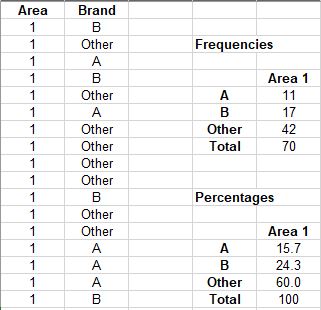 Area Brand
1 B
1 Other Frequencies
1 A
1 B Area 1
1 Other A 11
1 A B 17
1 Other Other 42
1 Other Total 70
1 Other
1 Other
1 B Percentages
1 Other
1 Other Area 1
1 A A 15.7
1 A B 24.3
1 A Other 60.0
1 B Total 100